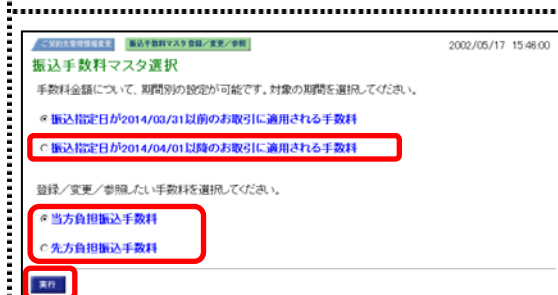 ご契約先管理情報変更 振込手数料マスタ登録/変更/参照 2002/05/17 15:46:00
振込手数料マスタ選択
手数料金額について、期間別の設定が可能です。対象の期間を選択してください。
振込指定日が2014/03/31以前のお取引に適用される手数料
振込指定日が2014/04/01以降のお取引に適用される手数料
登録/変更/参照したい手数料を選択してください。
当方負担振込手数料
先方負担振込手数料
実行